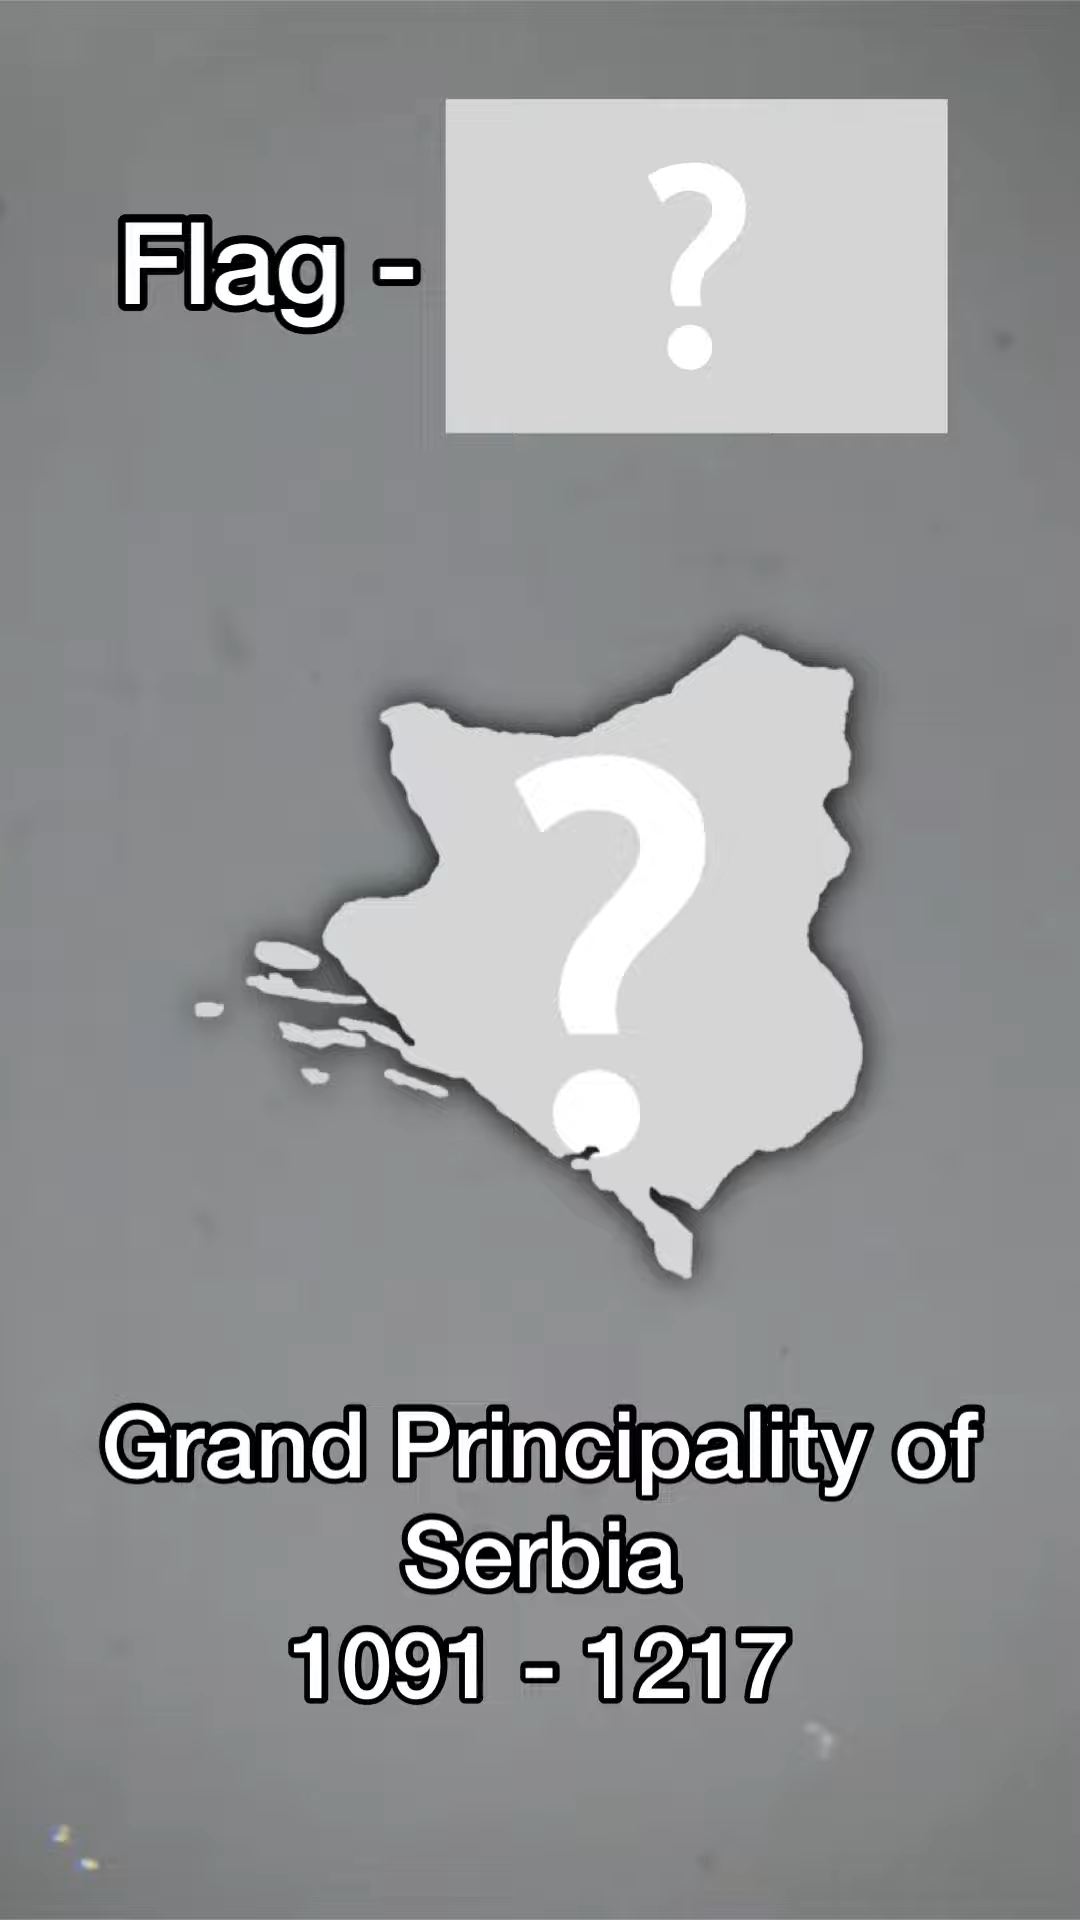 Flag - ?
?
Grand Principality of
Serbia
1091 - 1217